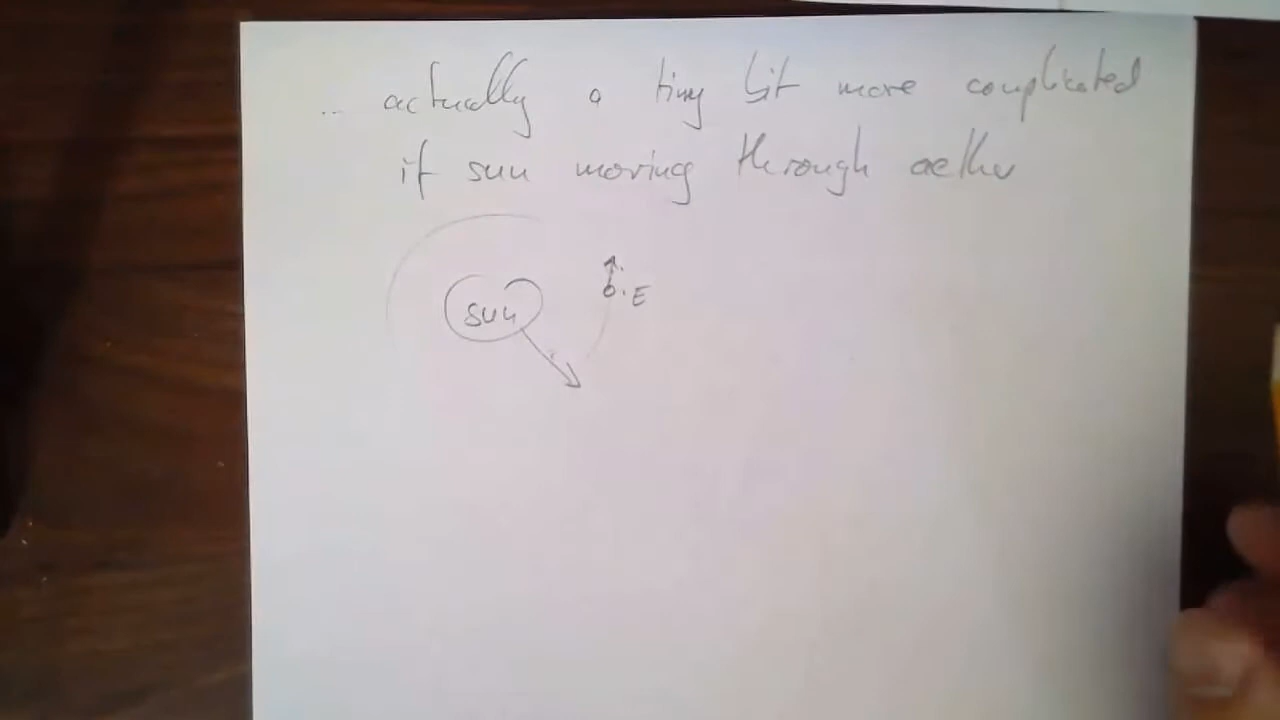 .. actually a tiny bit more complicated
if sun moving through aether
sun
E